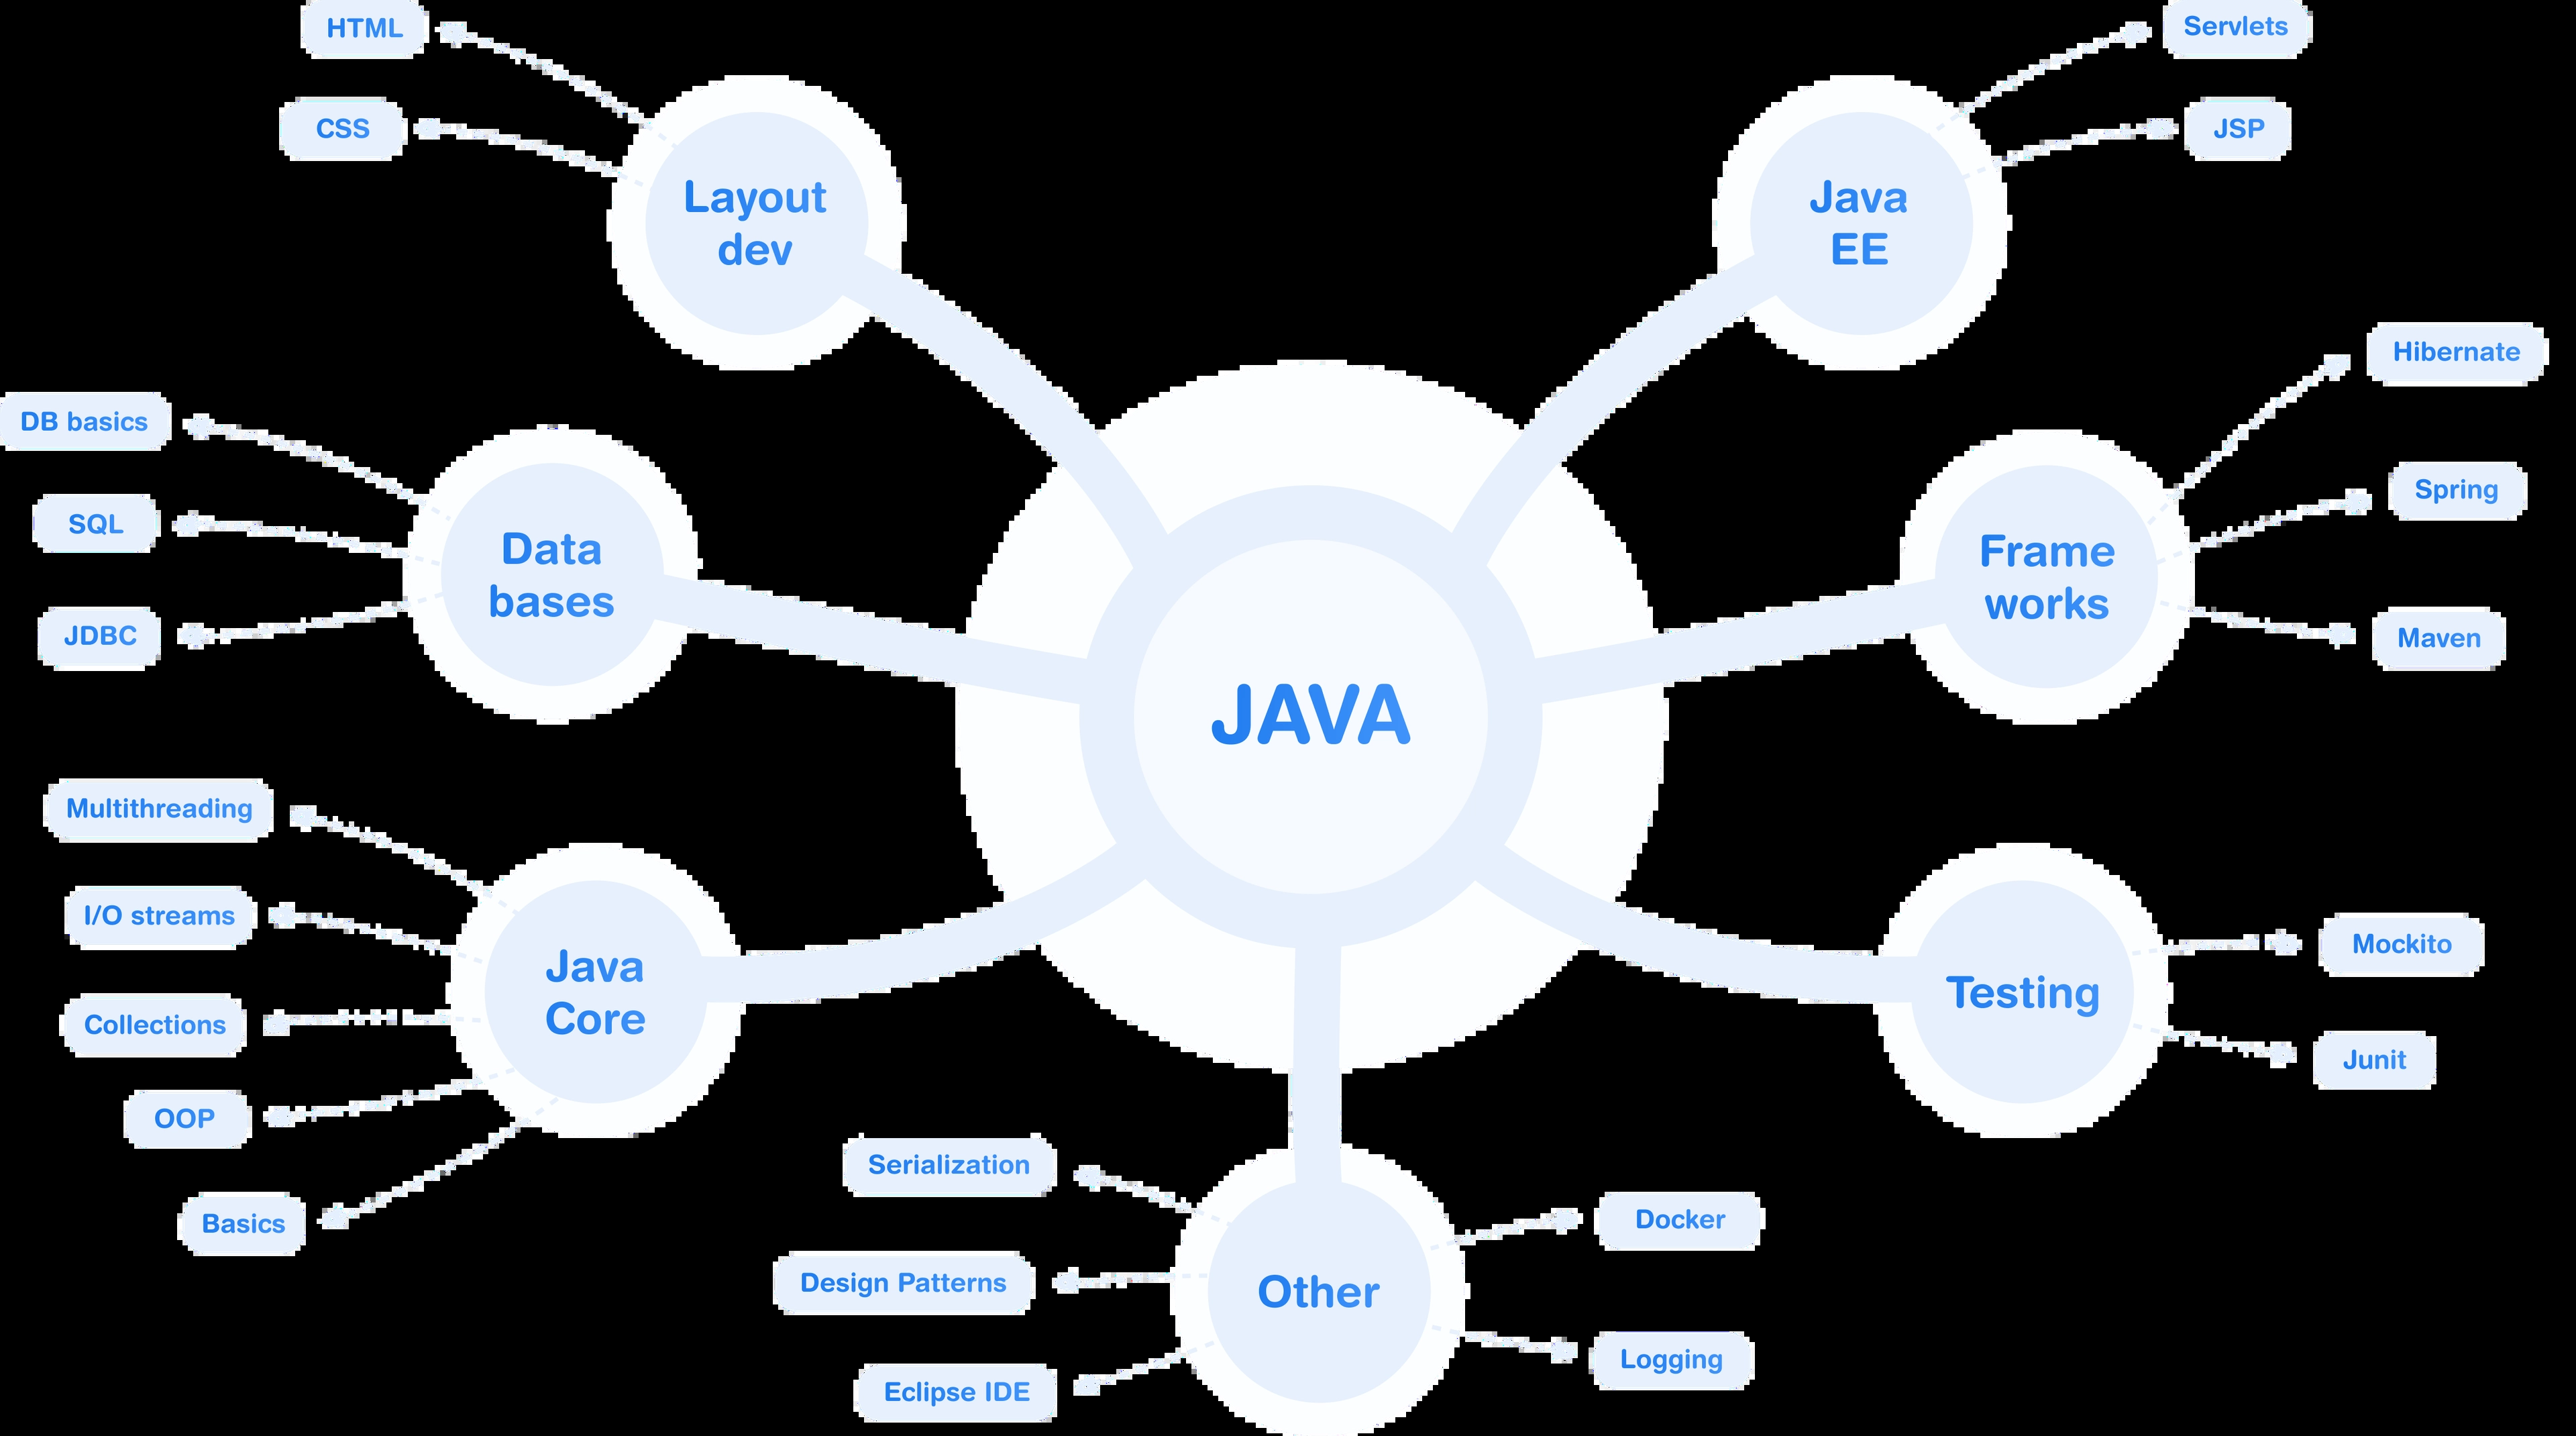 HTML
CSS
Layout
dev
Servlets
JSP
Java
EE
DB basics
SQL
JDBC
Data
bases
Hibernate
Spring
Maven
Frame
works
JAVA
Multithreading
I/O streams
Collections
OOP
Basics
Java
Core
Mockito
Junit
Testing
Serialization
Design Patterns
Eclipse IDE
Other
Docker
Logging